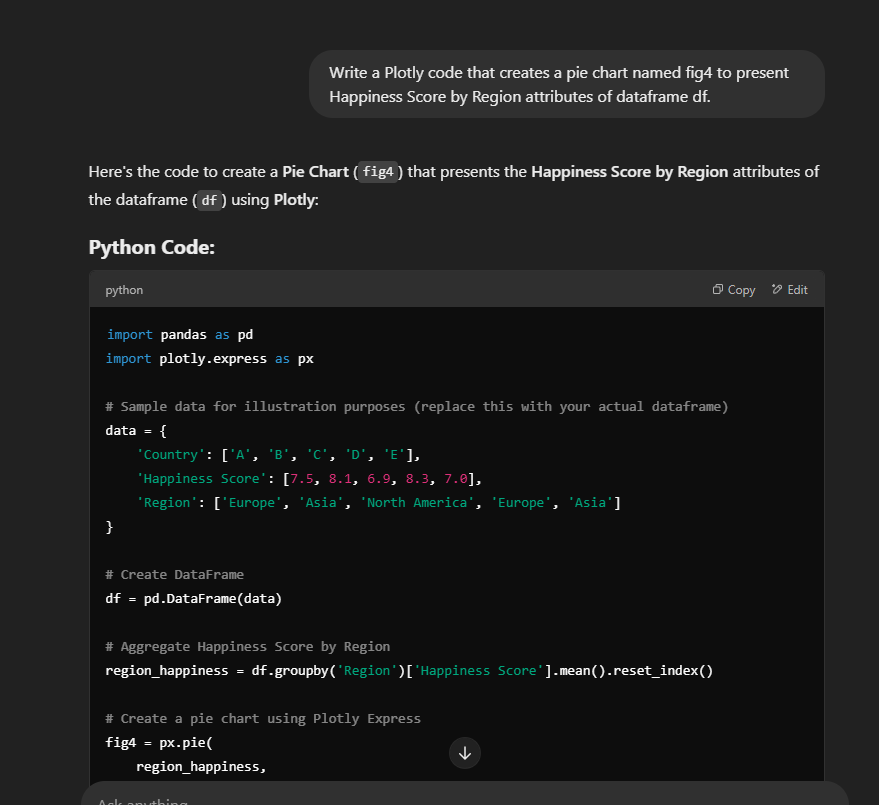 Write a Plotly code that creates a pie chart named fig4 to present
Happiness Score by Region attributes of dataframe df.
Here's the code to create a Pie Chart (fig4) that presents the Happiness Score by Region attributes of
the dataframe (df) using Plotly:
Python Code:
python
Copy
Edit
import pandas as pd
import plotly.express as px
# Sample data for illustration purposes (replace this with your actual dataframe)
data = {
    'Country': ['A', 'B', 'C', 'D', 'E'],
    'Happiness Score': [7.5, 8.1, 6.9, 8.3, 7.0],
    'Region': ['Europe', 'Asia', 'North America', 'Europe', 'Asia']
}
# Create DataFrame
df = pd.DataFrame(data)
# Aggregate Happiness Score by Region
region_happiness = df.groupby('Region')['Happiness Score'].mean().reset_index()
# Create a pie chart using Plotly Express
fig4 = px.pie(
    region_happiness,
Ask anything